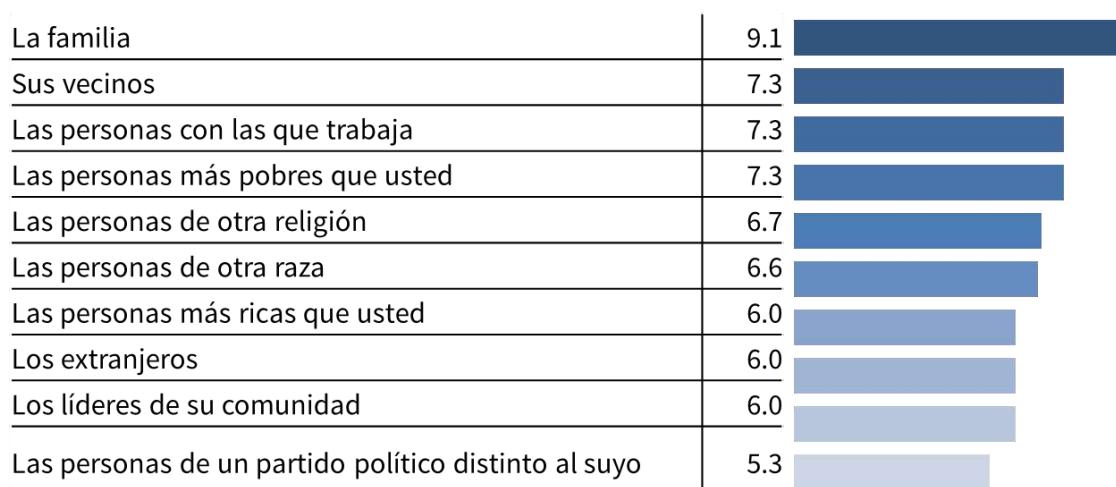 La familia 9.1
Sus vecinos 7.3
Las personas con las que trabaja 7.3
Las personas más pobres que usted 7.3
Las personas de otra religión 6.7
Las personas de otra raza 6.6
Las personas más ricas que usted 6.0
Los extranjeros 6.0
Los líderes de su comunidad 6.0
Las personas de un partido político distinto al suyo 5.3